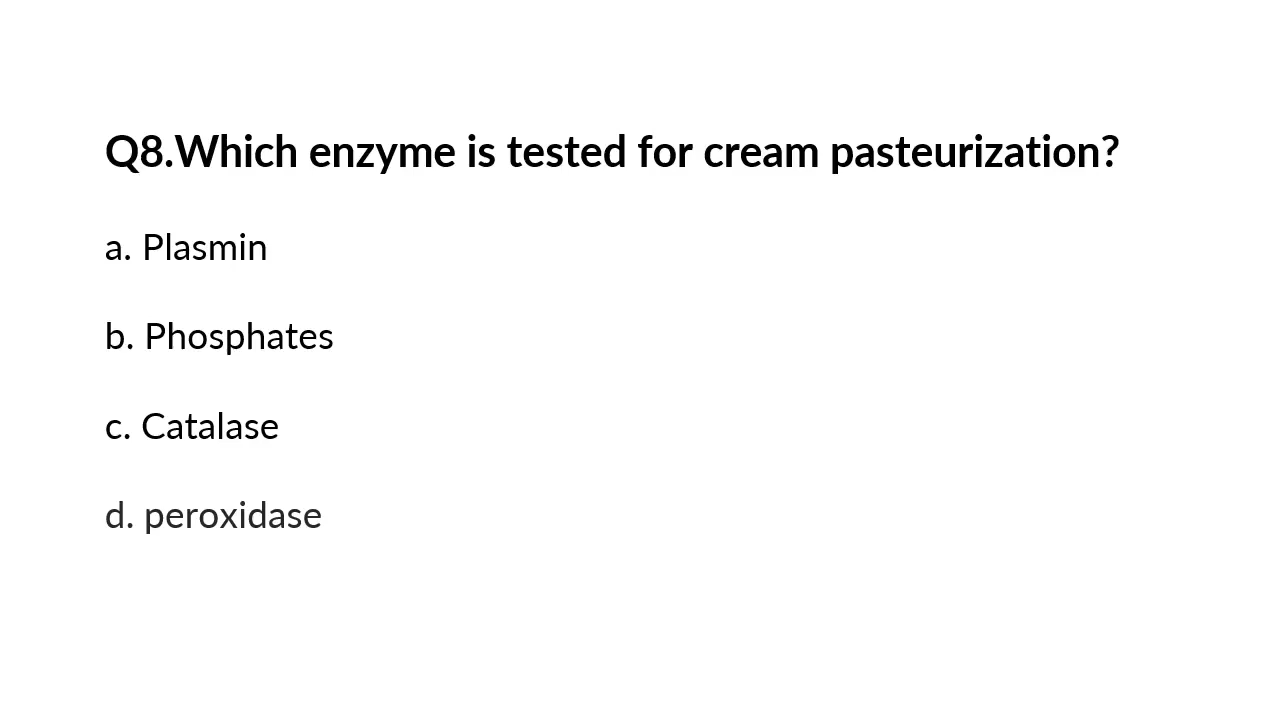 Q8.Which enzyme is tested for cream pasteurization?
a. Plasmin
b. Phosphates
c. Catalase
d. peroxidase